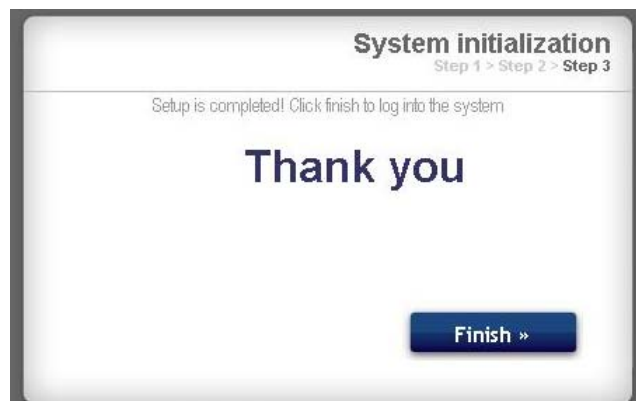 System initialization
Step 1 > Step 2 > Step 3
Setup is completed! Click finish to log into the system
Thank you
Finish »